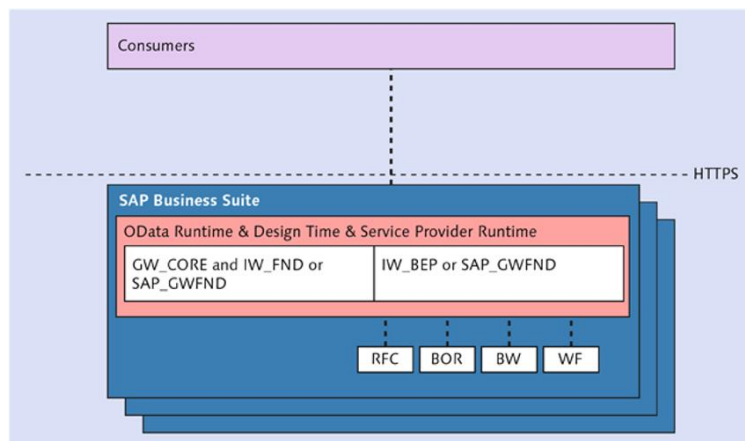 Consumers
HTTPS
SAP Business Suite
OData Runtime & Design Time & Service Provider Runtime
GW_CORE and IW_FND or
SAP_GWFND
IW_BEP or SAP_GWFND
RFC
BOR
BW
WF